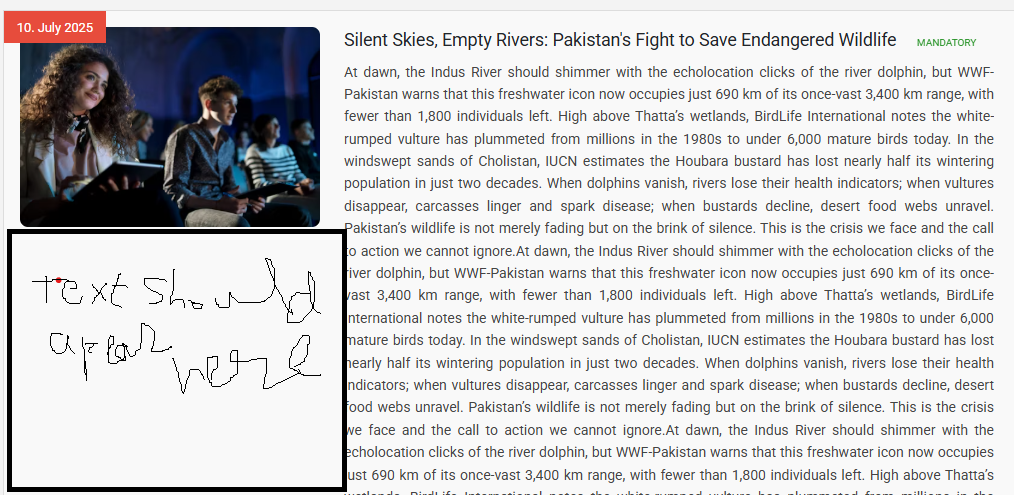 10. July 2025
Silent Skies, Empty Rivers: Pakistan's Fight to Save Endangered Wildlife MANDATORY
At dawn, the Indus River should shimmer with the echolocation clicks of the river dolphin, but WWF-
Pakistan warns that this freshwater icon now occupies just 690 km of its once-vast 3,400 km range, with
fewer than 1,800 individuals left. High above Thatta’s wetlands, BirdLife International notes the white-
rumped vulture has plummeted from millions in the 1980s to under 6,000 mature birds today. In the
windswept sands of Cholistan, IUCN estimates the Houbara bustard has lost nearly half its wintering
population in just two decades. When dolphins vanish, rivers lose their health indicators; when vultures
disappear, carcasses linger and spark disease; when bustards decline, desert food webs unravel.
Pakistan’s wildlife is not merely fading but on the brink of silence. This is the crisis we face and the call
to action we cannot ignore.At dawn, the Indus River should shimmer with the echolocation clicks of the
river dolphin, but WWF-Pakistan warns that this freshwater icon now occupies just 690 km of its once-
vast 3,400 km range, with fewer than 1,800 individuals left. High above Thatta’s wetlands, BirdLife
International notes the white-rumped vulture has plummeted from millions in the 1980s to under 6,000
mature birds today. In the windswept sands of Cholistan, IUCN estimates the Houbara bustard has lost
nearly half its wintering population in just two decades. When dolphins vanish, rivers lose their health
indicators; when vultures disappear, carcasses linger and spark disease; when bustards decline, desert
food webs unravel. Pakistan’s wildlife is not merely fading but on the brink of silence. This is the crisis
we face and the call to action we cannot ignore.At dawn, the Indus River should shimmer with the
echolocation clicks of the river dolphin, but WWF-Pakistan warns that this freshwater icon now occupies
just 690 km of its once-vast 3,400 km range, with fewer than 1,800 individuals left. High above Thatta’s
text should
apear here